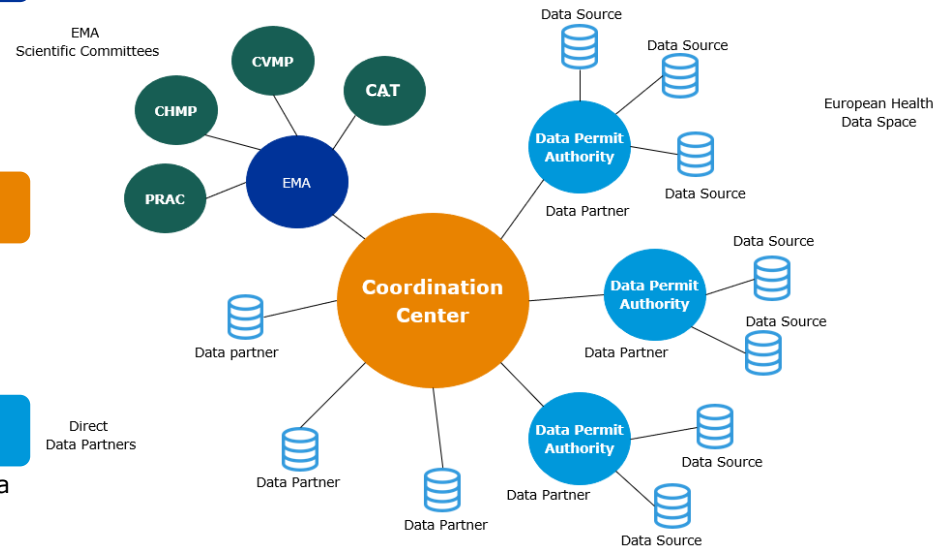 Data Source
EMA
Scientific Committees
CVMP
Data Source
CAT
European Health
Data Space
CHMP
Data Permit
Authority
EMA
PRAC
Data Source
Data Partner
Data Source
Coordination
Center
Data Permit
Authority
Data Source
Data partner
Data Partner
Direct
Data Partners
Data Permit
Authority
Data Source
Data Partner
a
Data Partner
Data Partner
Data Source